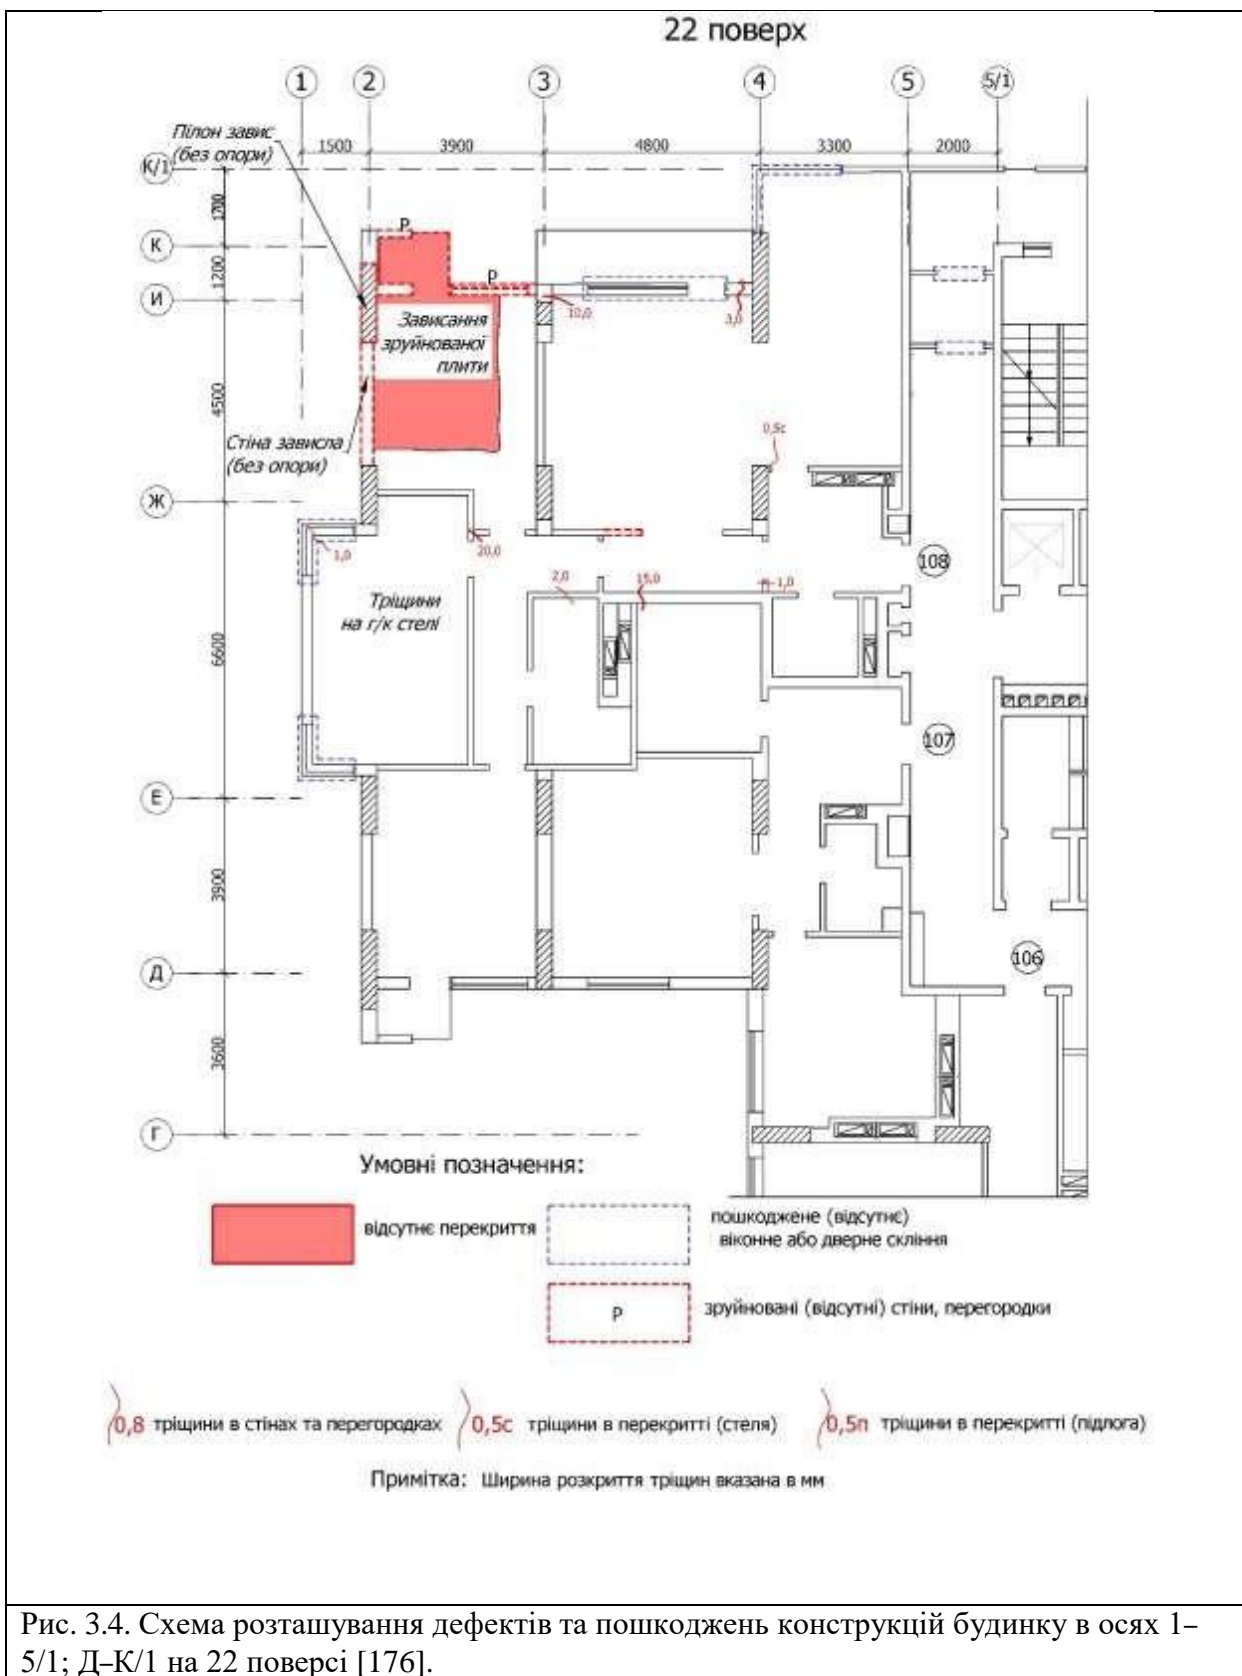 22 поверх
1
2
3
4
5
5/1
Пілон завис
(без опори)
1500
3900
4800
3300
2000
К/1
1700
К
Р
1200
Р
И
10,0
3,0
Зависання
зруйнованої
плити
4500
0,5с
Стіна зависла
(без опори)
Ж
1,0
20,0
108
2,0
15,0
1,0
Тріщини
на г/к стелі
6600
107
Е
3900
106
Д
3600
Г
Умовні позначення:
відсутнє перекриття
пошкоджене (відсутнє)
віконне або дверне скління
Р
зруйновані (відсутні) стіни, перегородки
0,8 тріщини в стінах та перегородках
0,5с тріщини в перекритті (стеля)
0,5п тріщини в перекритті (підлога)
Примітка: Ширина розкриття тріщин вказана в мм
Рис. 3.4. Схема розташування дефектів та пошкоджень конструкцій будинку в осях 1–
5/1; Д–К/1 на 22 поверсі [176].